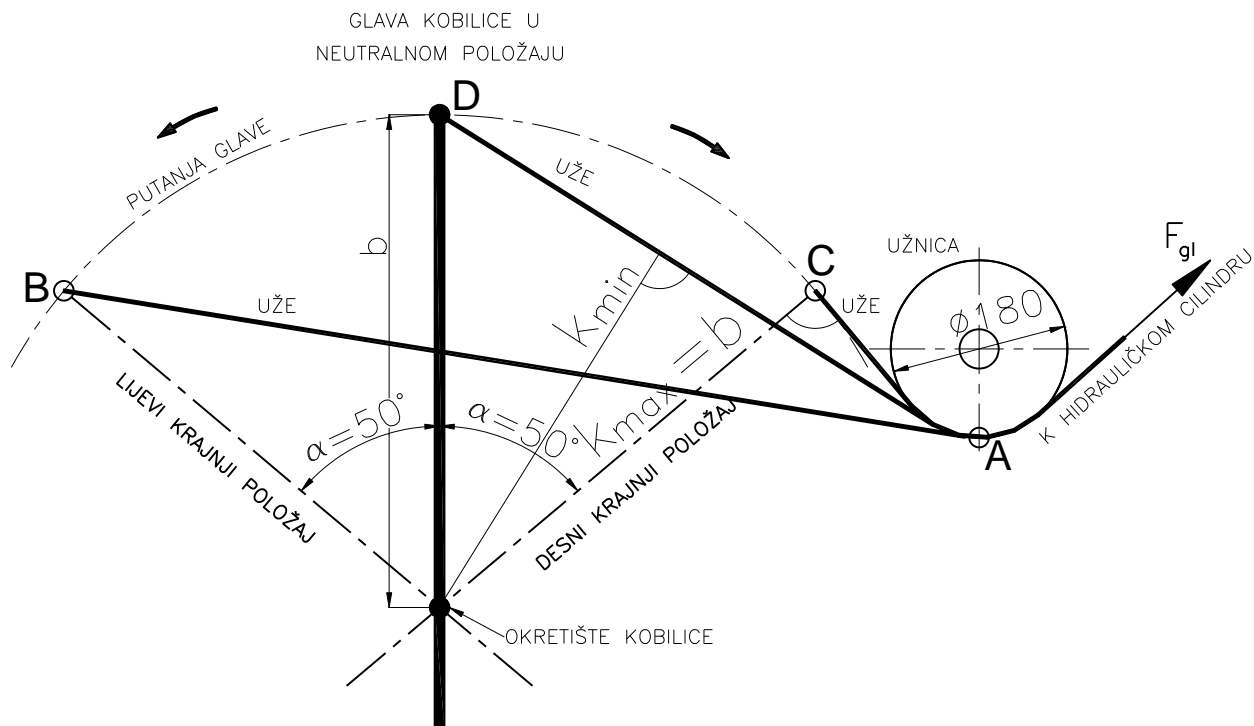 GLAVA KOBILICE U
NEUTRALNOM POLOŽAJU
D
PUTANJA GLAVE
UŽE
b
B
UŽE
Kmin
C
UŽE
UŽNICA
ø180
Fgl
K HIDRAULIČKOM CILINDRU
A
α=50°
α=50°
Kmax=b
LIJEVI KRAJNJI POLOŽAJ
DESNI KRAJNJI POLOŽAJ
OKRETIŠTE KOBILICE